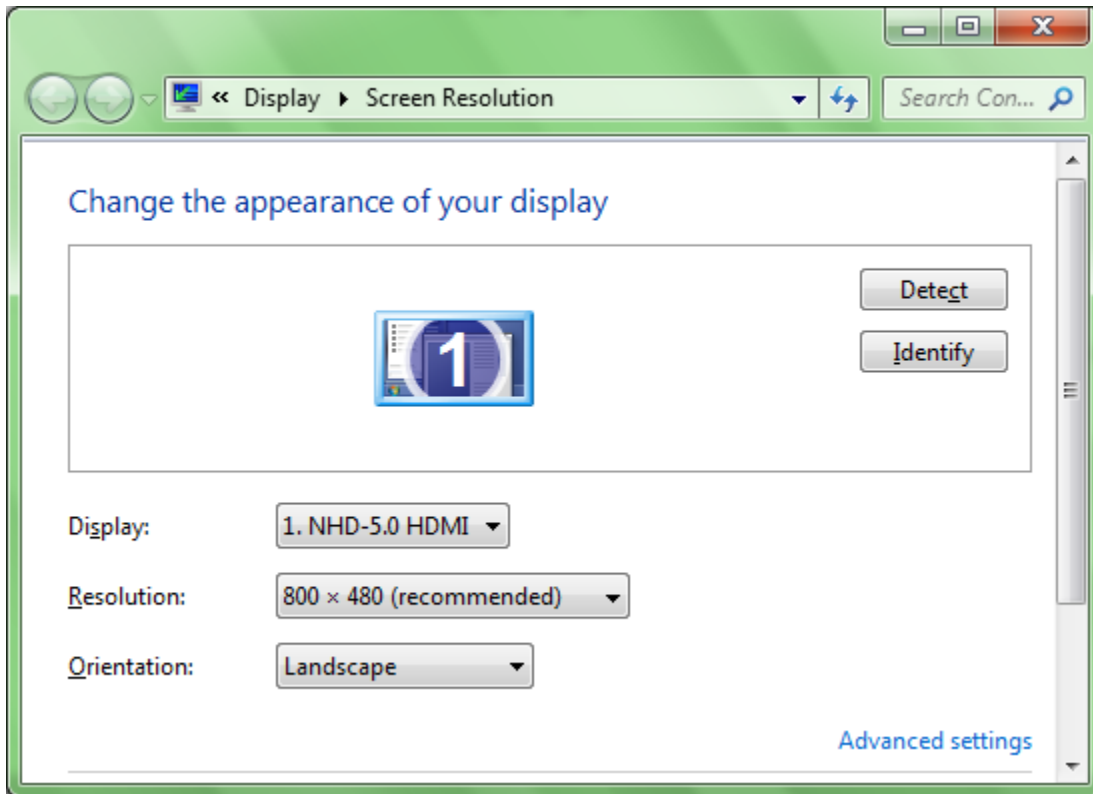 « Display ▸ Screen Resolution
Search Con...
Change the appearance of your display
1
Detect
Identify
Display: 1. NHD-5.0 HDMI
Resolution: 800 × 480 (recommended)
Orientation: Landscape
Advanced settings